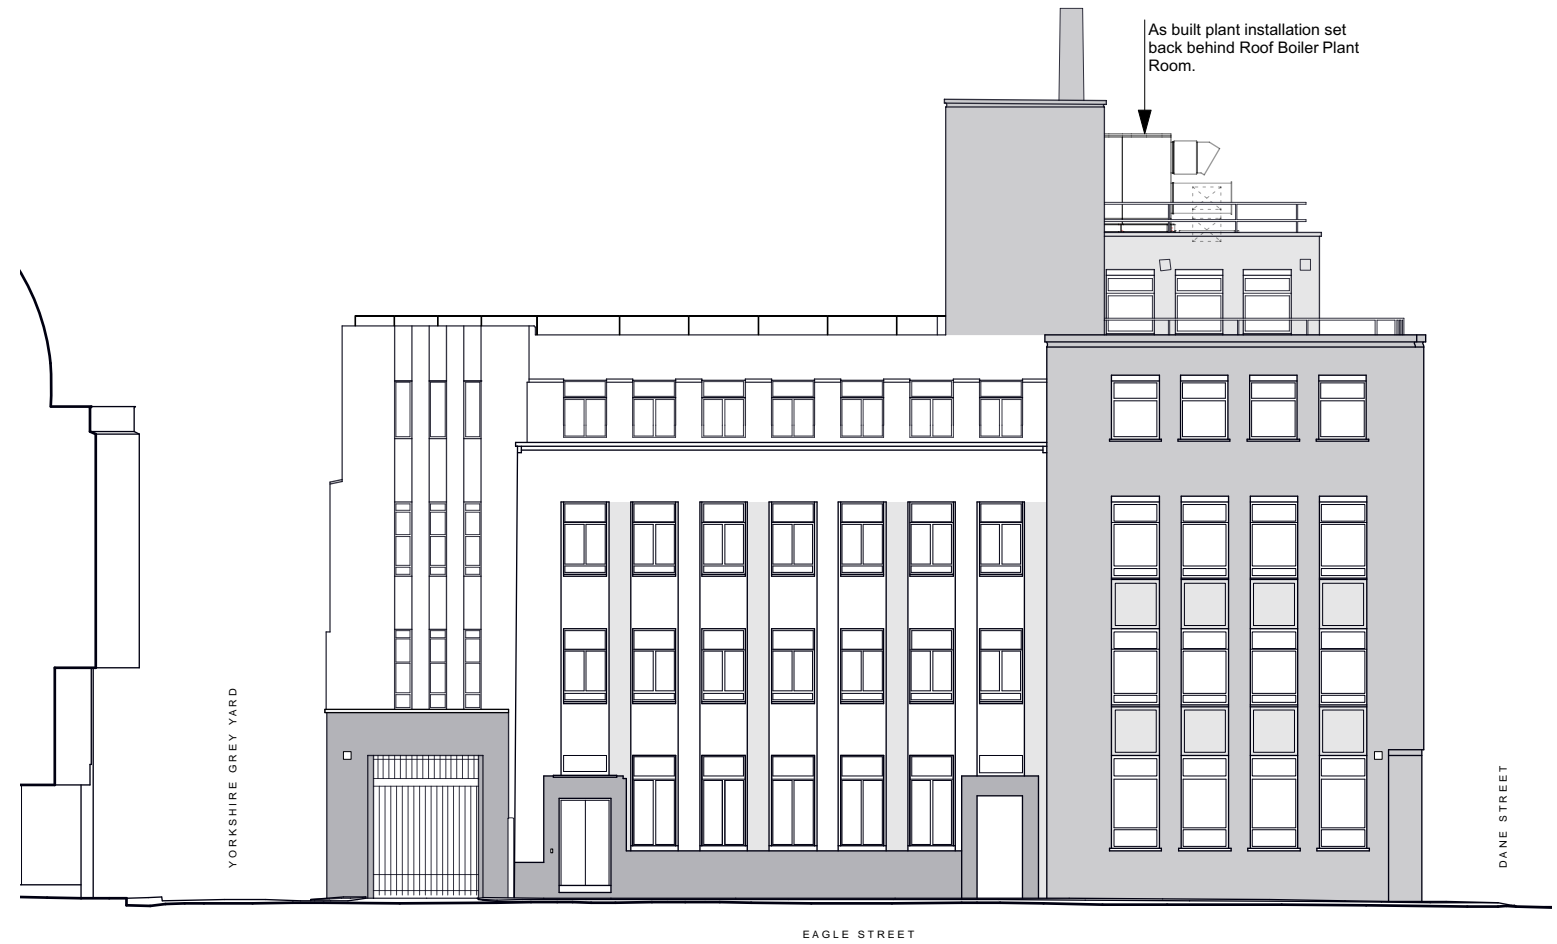 As built plant installation set
back behind Roof Boiler Plant
Room.
YORKSHIRE GREY YARD
DANE STREET
EAGLE STREET